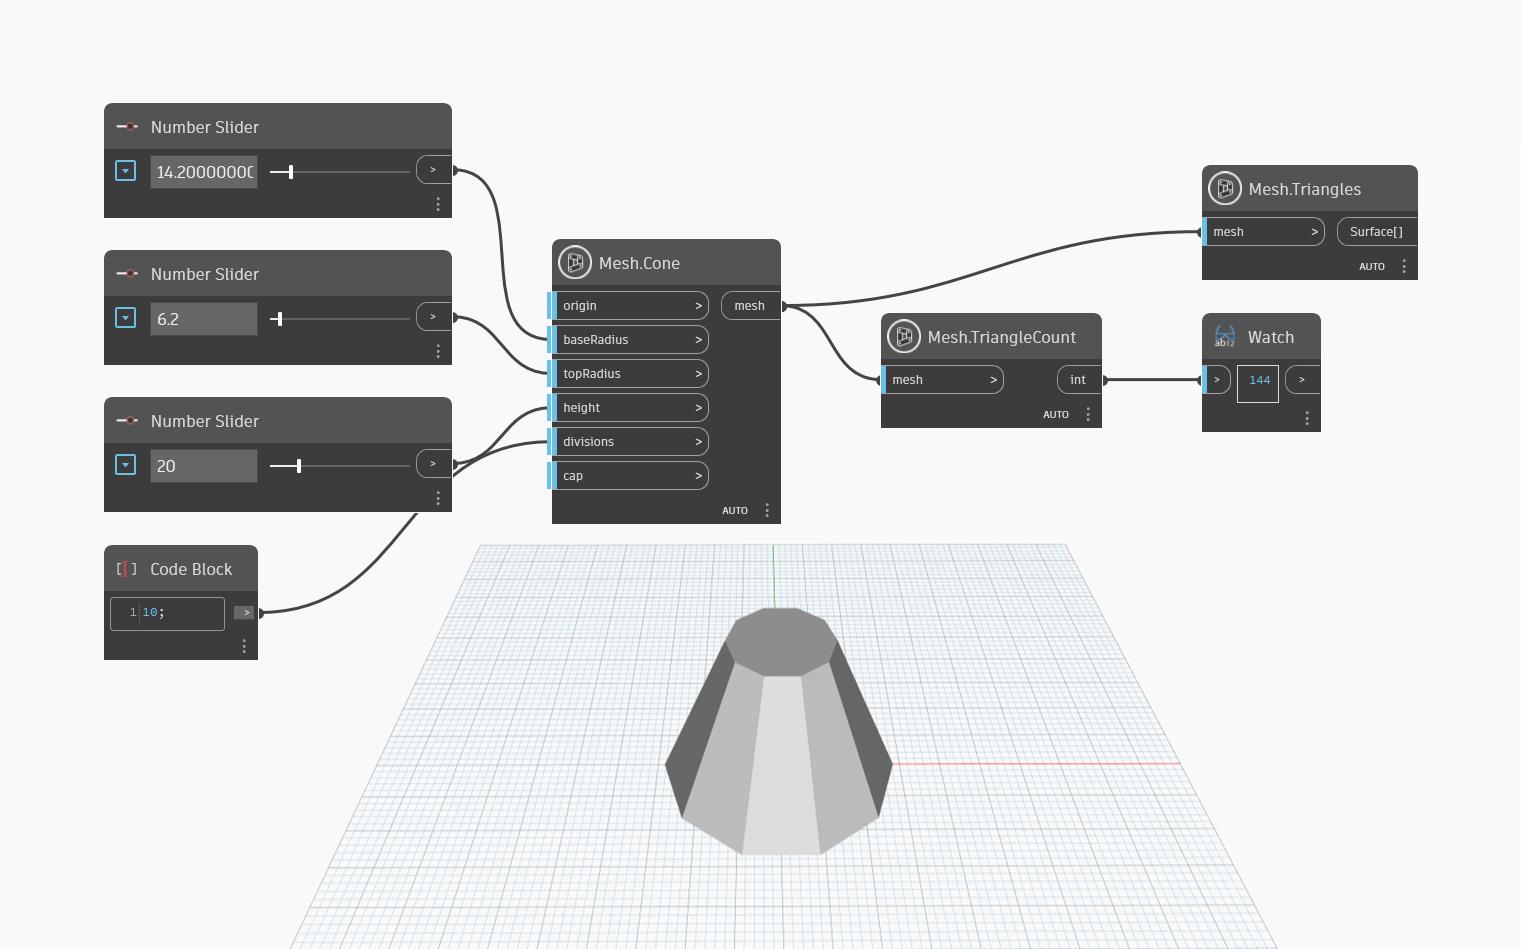 Number Slider
14.20000000
>
Number Slider
6.2
>
Number Slider
20
>
Code Block
1 10;
>
Mesh.Cone
origin > mesh
baseRadius >
topRadius >
height >
divisions >
cap >
AUTO
Mesh.TriangleCount
mesh > int
AUTO
Mesh.Triangles
mesh > Surface[]
AUTO
ab12 Watch
> 144 >